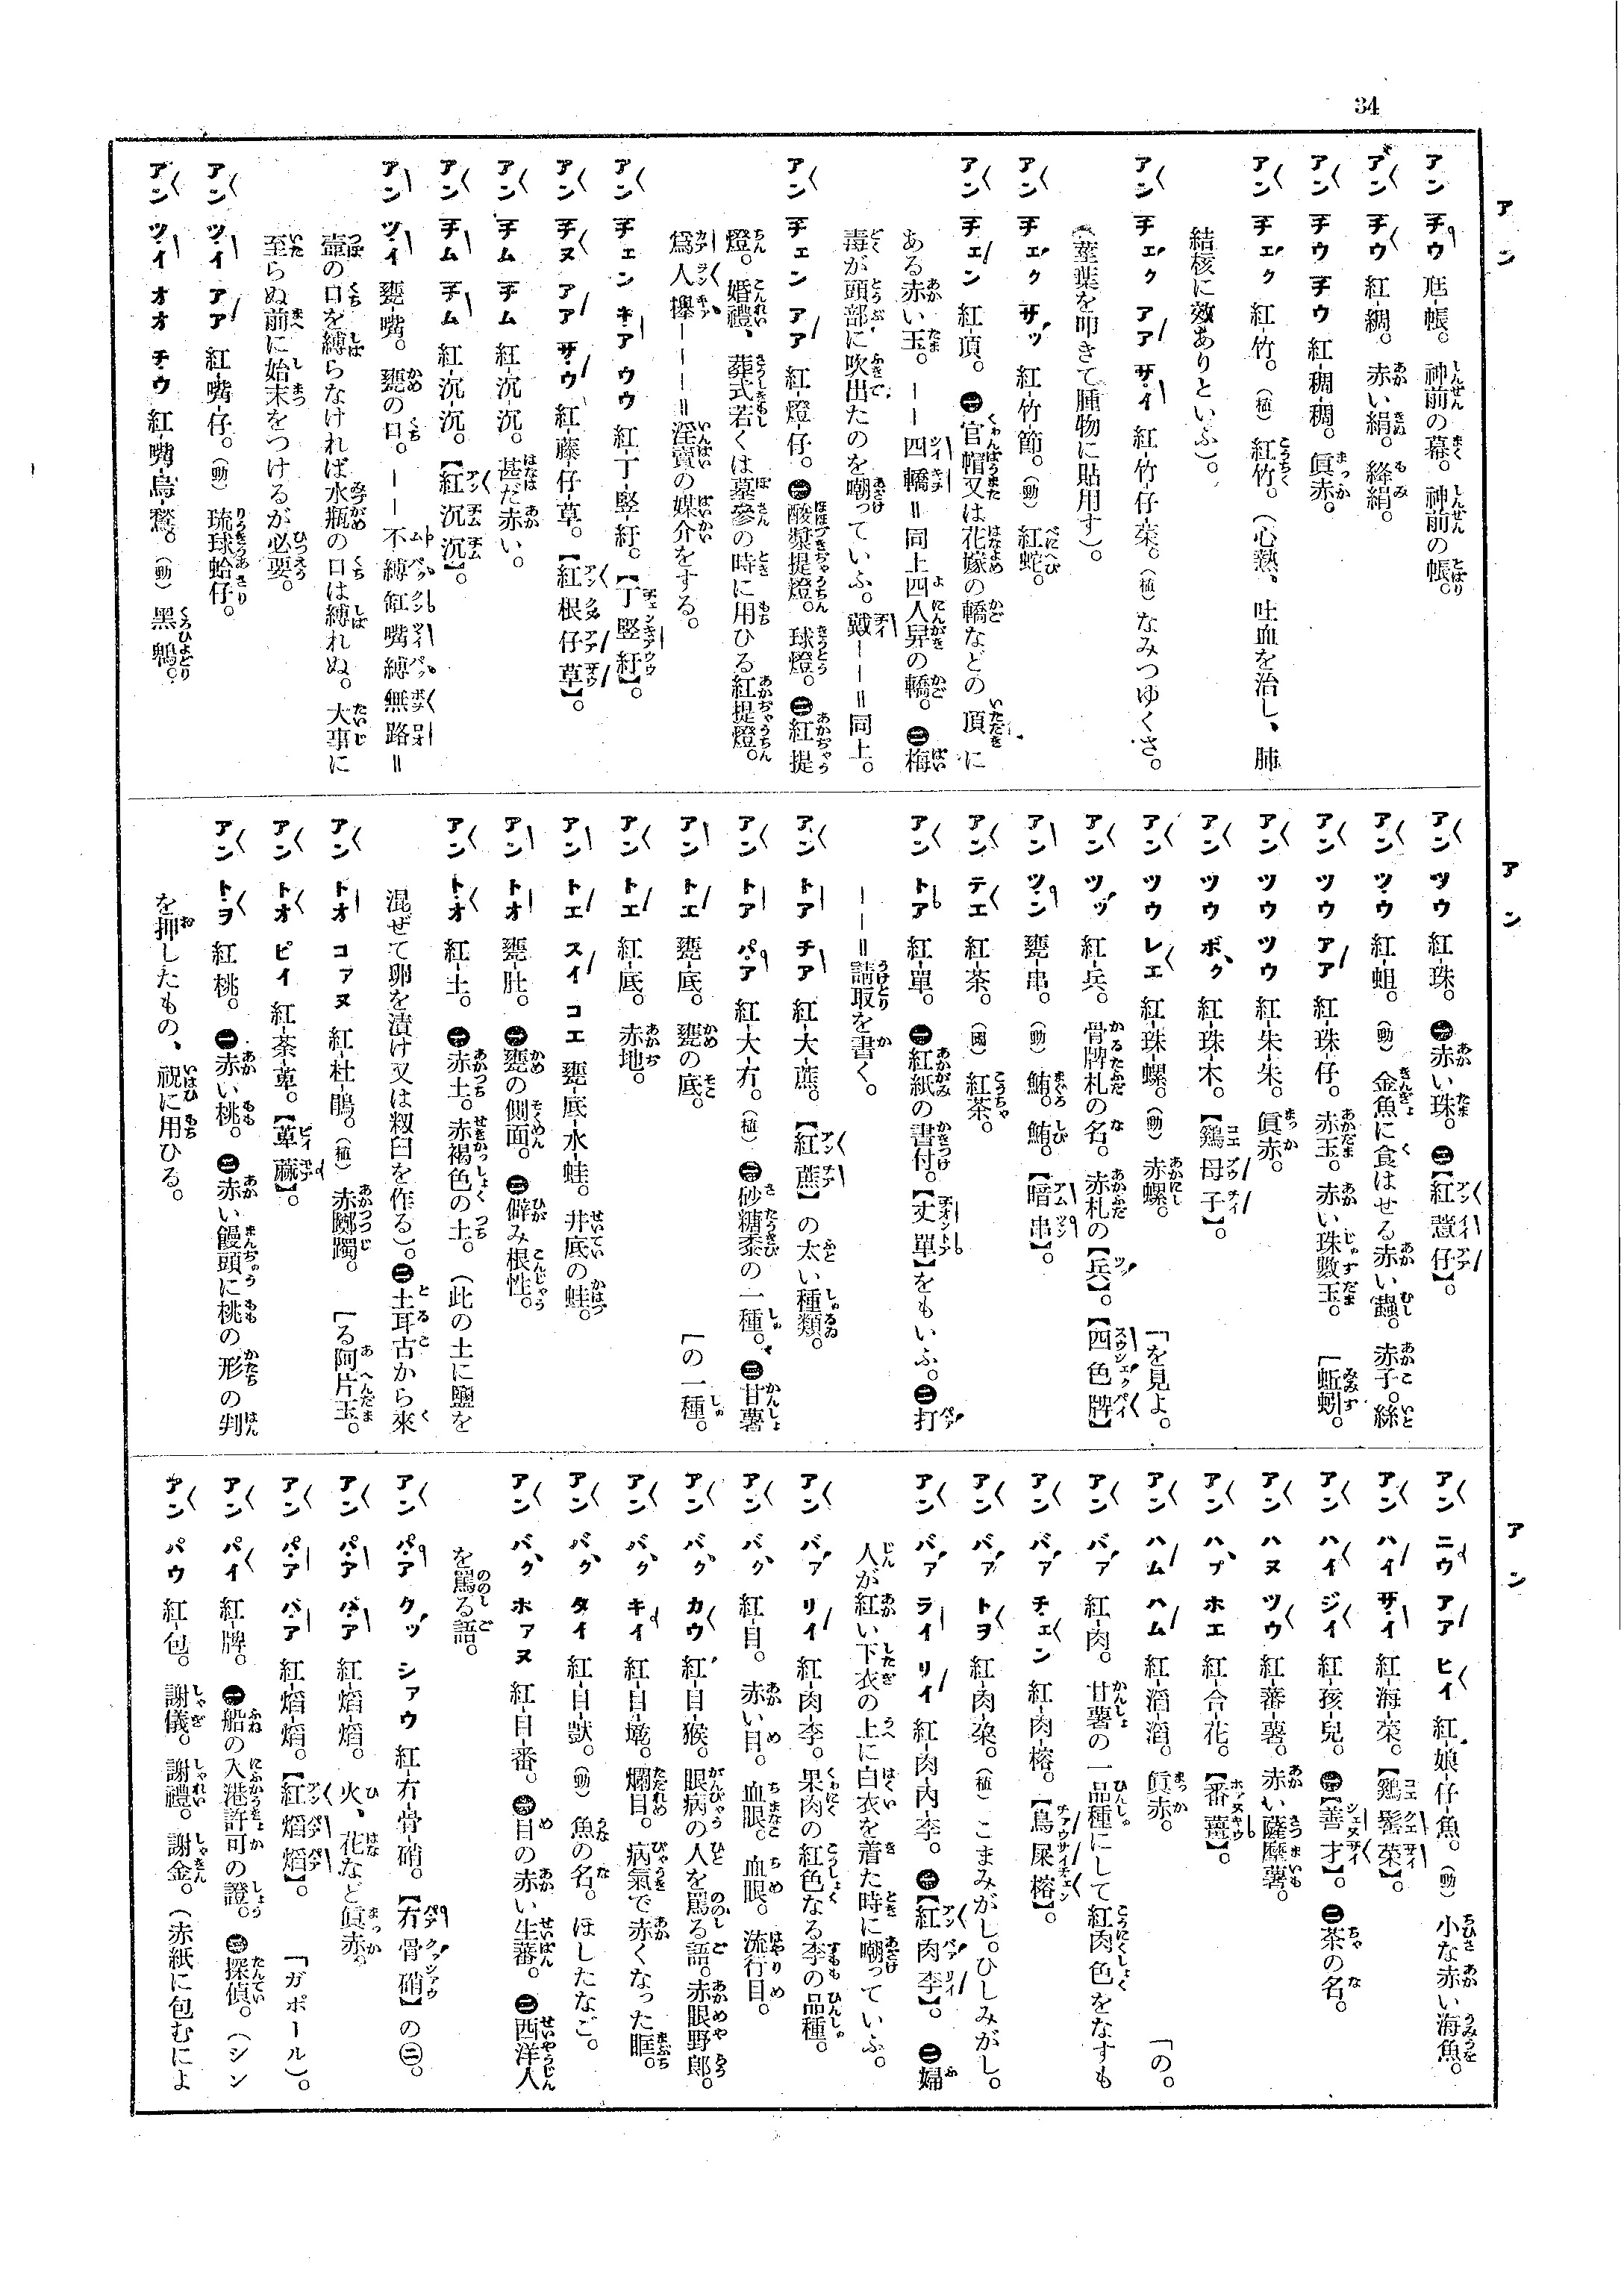 34
アン
アン チウ 尫-帳。神前の幕。神前の帳。
アン チウ 紅-綢。赤い絹。絳絹。
アン チウ チウ 紅-稠-稠。眞赤。
アン チェク 紅-竹。(植)紅竹。(心熱、吐血を治し、肺
結核に效ありといふ)。
アン チェク アア サイ 紅-竹-仔-菜。(植)なみつゆくさ。
(莖葉を叩きて腫物に貼用す)。
アン チェク サッ 紅-竹-節。(動)紅蛇。
アン チェン 紅-頂。㊀官帽又は花嫁の轎などの頂に
ある赤い玉。ーー四轎=同上四人舁の轎。㊁梅
毒が頭部に吹出たのを嘲っていふ。戴ーー=同上。
アン チェン アア 紅-燈-仔。㊀酸漿提燈。球燈。㊁紅提
燈。婚禮、葬式若くは墓參の時に用ひる紅提燈。
爲人攑ーーー=淫賣の媒介をする。
アン チェン キア ウウ 紅-丁-竪-紆。【丁竪紆】。
アン チヌ アア サウ 紅-藤-仔-草。【紅根仔草】。
アン チム チム 紅-沉-沉。甚だ赤い。
アン チム チム 紅-沉-沉。【紅沉沉】。
アン ツイ 甕-嘴。甕の口。ーー不縛缸嘴縛無路=
壺の口を縛らなければ水瓶の口は縛れぬ。大事に
至らぬ前に始末をつけるが必要。
アン ツイ アア 紅-嘴-仔。(動)琉球蛤仔。
アン ツイ オオ チウ 紅-嘴-烏-鶖。(動)黑鵯。
アン
アン ツウ 紅-珠。㊀赤い珠。㊁【紅薏仔】。
アン ツウ 紅-蛆。(動)金魚に食はせる赤い蟲。赤子。絲
アン ツウ アア 紅-珠-仔。赤玉。赤い珠數玉。「蚯蚓。
アン ツウ ツウ 紅-朱-朱。眞赤。
アン ツウ ボク 紅-珠-木。【鷄母子】。
アン ツウ レエ 紅-珠-螺。(動)赤螺。「を見よ。
アン ツッ 紅-兵。骨牌札の名。赤札の【兵】。【四色牌】
アン ツン 甕-串。(動)鮪。鮪。【暗串】。
アン テエ 紅-茶。(國)紅茶。
アン トア 紅-單。㊀紅紙の書付。【丈單】をもいふ。㊁打
ーー=請取を書く。
アン トア チア 紅-大-蔗。【紅蔗】の太い種類。
アン トア パア 紅-大-冇。(植)㊀砂糖黍の一種。㊁甘薯
アン トエ 甕-底。甕の底。「の一種。
アン トエ 紅-底。赤地。
アン トエ スイ コエ 甕-底-水-蛙。井底の蛙。
アン トオ 甕-肚。㊀甕の側面。㊁僻み根性。
アン トオ 紅-土。㊀赤土。赤褐色の土。(此の土に鹽を
混ぜて卵を漬け又は籾臼を作る)。㊁土耳古から來
アン トオ コァヌ 紅-杜-鵑。(植)赤躑躅。「る阿片玉。
アン トオ ピイ 紅-荼-萆。【萆薢】。
アン トヲ 紅桃。㊀赤い桃。㊁赤い饅頭に桃の形の判
を押したもの、祝に用ひる。
アン
アン ニウ アア ヒイ 紅-娘-仔-魚。(動)小な赤い海魚。
アン ハイ サイ 紅-海-菜。【鷄髻菜】。
アン ハイ ジイ 紅-孩-兒。㊀【善才】。㊁茶の名。
アン ハヌ ツウ 紅-蕃-薯。赤い薩摩薯。
アン ハプ ホエ 紅-合-花。【番薑】。
アン ハム ハム 紅-滔-滔。眞赤。「の。
アン バァ 紅-肉。甘薯の一品種にして紅肉色をなすも
アン バァ チェン 紅-肉-榕。【鳥屎榕】。
アン バァ トヲ 紅-肉-桑。(植)こまみがし。ひしみがし。
アン バァ ライ リイ 紅-肉-內-李。㊀【紅肉李】。㊁婦
人が紅い下衣の上に白衣を着た時に嘲っていふ。
アン バァ リイ 紅-肉-李。果肉の紅色なる李の品種。
アン バク 紅-目。赤い目。血眼。血眼。流行目。
アン バク カウ 紅-目-猴。眼病の人を罵る語。赤眼野郎。
アン バク キイ 紅-目-墘。爛目。病氣で赤くなった眶。
アン バク タイ 紅-目-獃。(動)魚の名。ほしたなご。
アン バク ホァヌ 紅-目-番。㊀目の赤い生蕃。㊁西洋人
を罵る語。
アン パア クッ シァウ 紅-冇-骨-硝。【冇骨硝】の㊁。
アン パア パア 紅-熖-熖。火、花など眞赤。
アン パア パア 紅-熖-熖。【紅熖熖】。「ガポール)。
アン パイ 紅-牌。㊀船の入港許可の證。㊁探偵。(シン
アン パウ 紅-包。謝儀。謝禮。謝金。(赤紙に包むによ